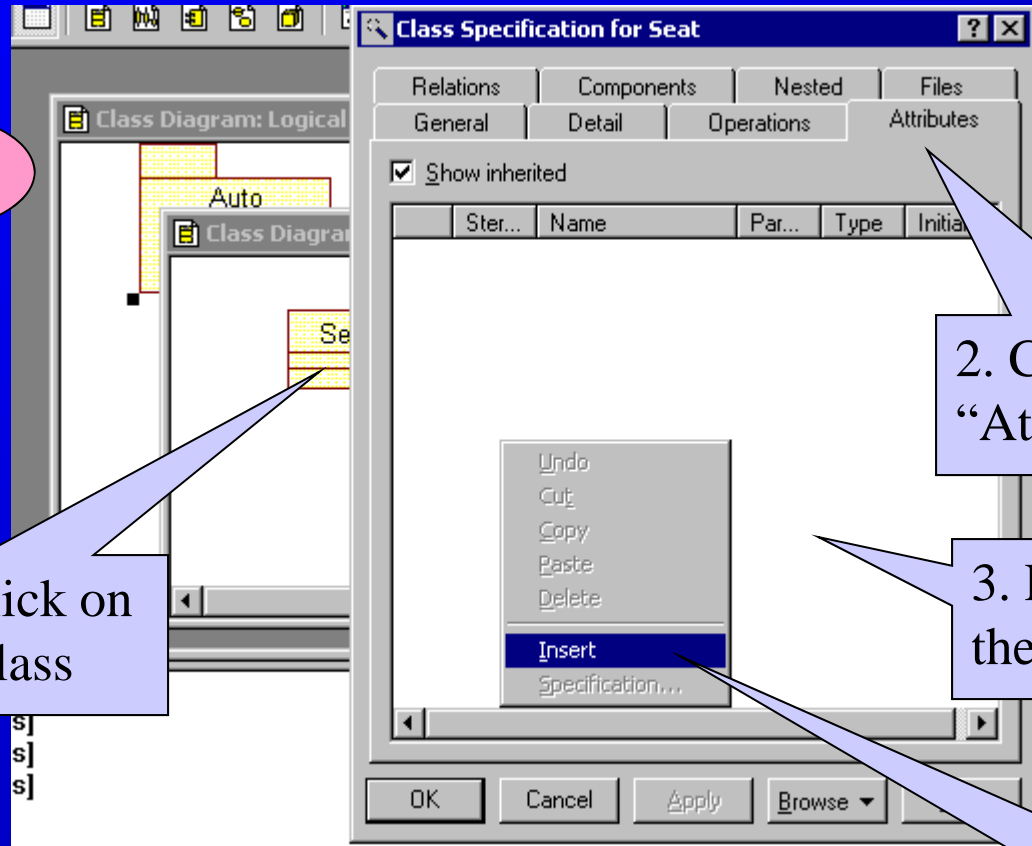 Class Specification for Seat
Relations Components Nested Files
General Detail Operations Attributes
Class Diagram: Logical
Show inherited
Auto
Ster... Name Par... Type Initial
Class Diagra
Se
2. C
“At
Undo
Cut
Copy
Paste
Delete
Insert
Specification...
3.
the
ick on
lass
s]
s]
s]
OK Cancel Apply Browse